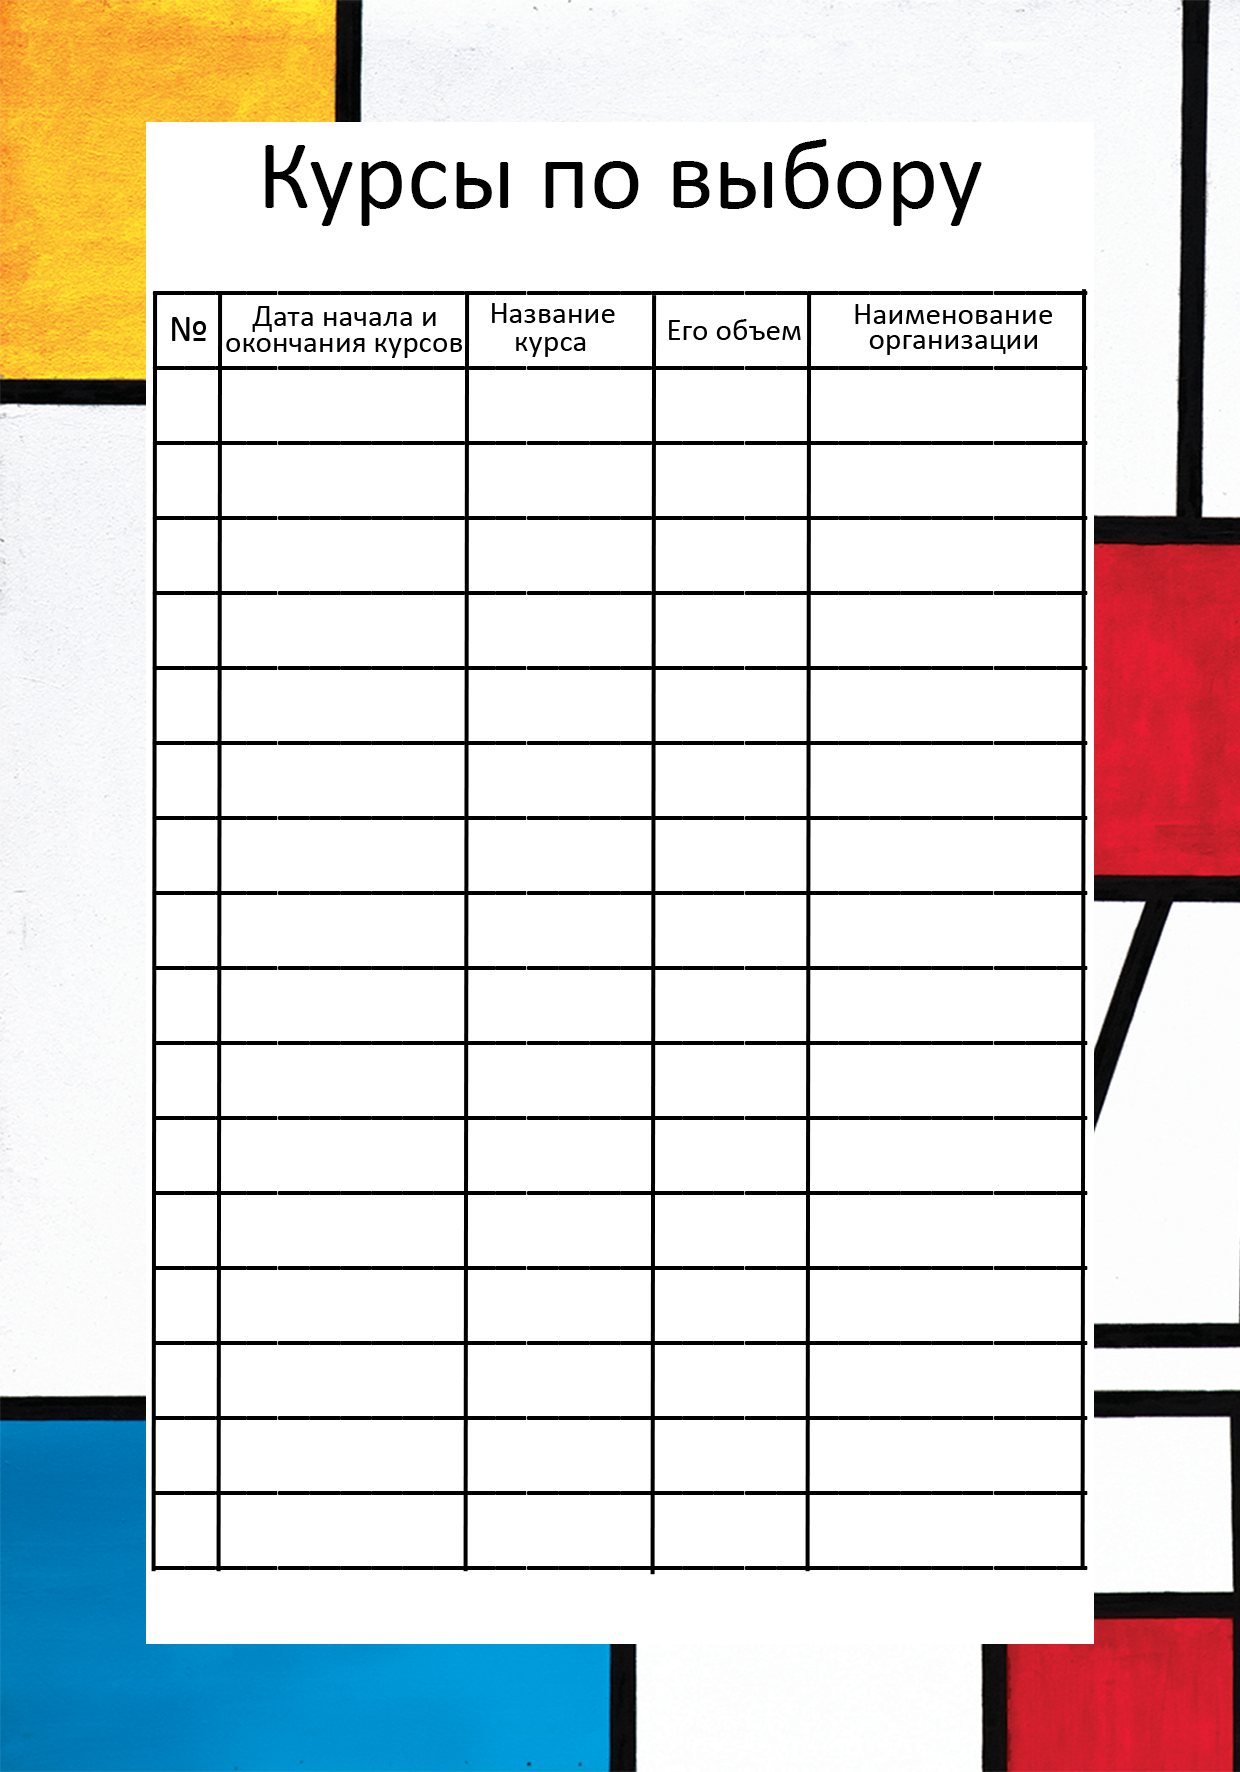 Курсы по выбору
№
Дата начала и
окончания курсов
Название
курса
Его объем
Наименование
организации